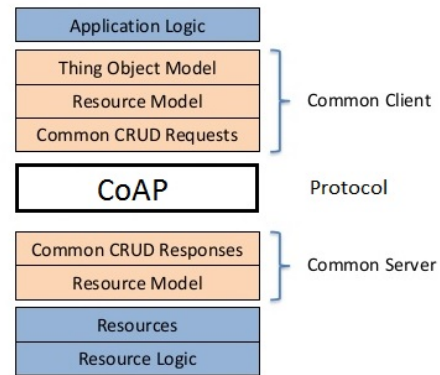 Application Logic
Thing Object Model
Resource Model
Common CRUD Requests
Common Client
CoAP
Protocol
Common CRUD Responses
Resource Model
Common Server
Resources
Resource Logic